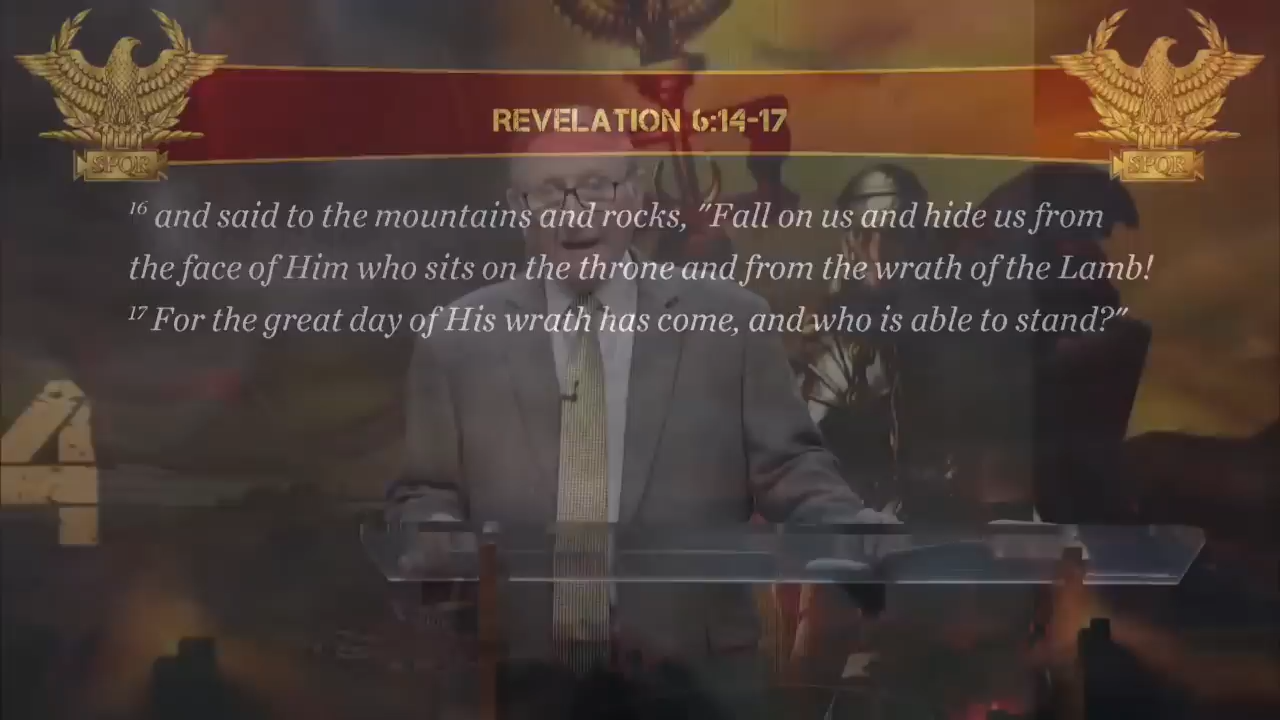 REVELATION 6:14-17
SPQR
SPQR
16 and said to the mountains and rocks, "Fall on us and hide us from
the face of Him who sits on the throne and from the wrath of the Lamb!
17 For the great day of His wrath has come, and who is able to stand?"
4